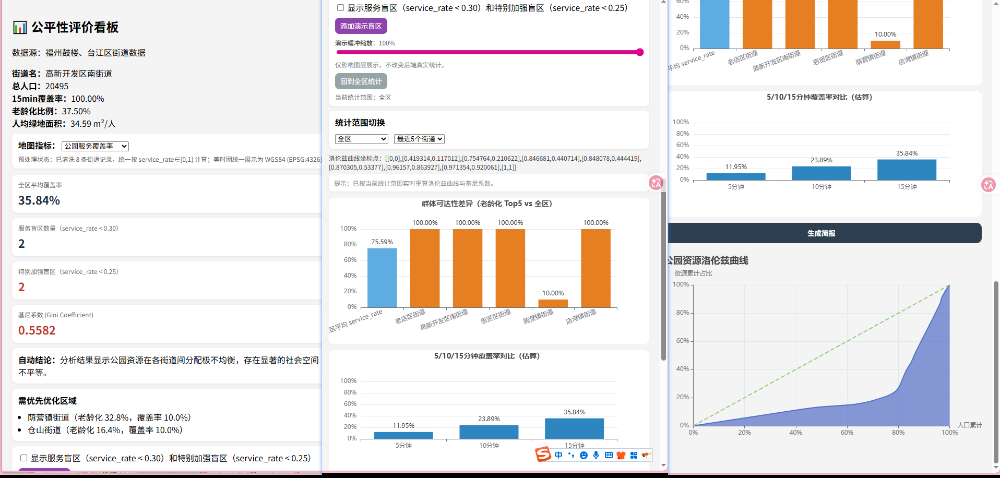 📊 公平性评价看板
数据源：福州鼓楼、台江区街道数据
街道名：高新开发区南街道
总人口：20495
15min覆盖率：100.00%
老龄化比例：37.50%
人均绿地面积：34.59 m²/人
地图指标： 公园服务覆盖率
预处理状态：已清洗 8 条街道记录，统一按 service_rate∈[0,1] 计算；等时圈统一展示为 WGS84 (EPSG:4326)
全区平均覆盖率
35.84%
服务盲区数量（service_rate < 0.30）
2
特别加强盲区（service_rate < 0.25）
2
基尼系数 (Gini Coefficient)
0.5582
自动结论：分析结果显示公园资源在各街道间分配极不均衡，存在显著的社会空间
不平等。
需优先优化区域
荫营镇街道（老龄化 32.8%，覆盖率 10.0%）
仓山街道（老龄化 16.4%，覆盖率 10.0%）
显示服务盲区（service_rate < 0.30）和特别加强盲区（service_rate < 0.25）
显示服务盲区（service_rate < 0.30）和特别加强盲区（service_rate < 0.25）
添加演示盲区
演示缓冲缩放：100%
仅影响图层展示，不改变后端真实统计。
回到全区统计
当前统计范围：全区
统计范围切换
全区 最近5个街道
洛伦兹曲线坐标点：[[0,0],[0.419314,0.117012],[0.754764,0.210622],[0.846681,0.440714],[0.848078,0.444419],
[0.870305,0.53377],[0.96157,0.863927],[0.971354,0.920061],[1,1]]
提示：已按当前统计范围实时重算洛伦兹曲线与基尼系数。
群体可达性差异（老龄化 Top5 vs 全区）
100.00% 100.00% 100.00% 100.00%
100%
75.59%
80%
60%
40%
10.00%
20%
0%
区平均 service_rate 老店区街道 高新开发区南街道 思贤区街道 荫营镇街道 店湾镇街道
5/10/15分钟覆盖率对比（估算）
100%
80%
60%
35.84%
40%
23.89%
11.95%
20%
0%
5分钟 10分钟 15分钟
中
60%
40%
10.00%
20%
0%
平均 service_rate 老店区街道 高新开发区南街道 思贤区街道 荫营镇街道 店湾镇街道
5/10/15分钟覆盖率对比（估算）
100%
80%
60%
35.84%
40%
23.89%
11.95%
20%
0%
5分钟 10分钟 15分钟
生成简报
公园资源洛伦兹曲线
资源累计占比
100%
80%
60%
40%
20%
0%
人口累计
0% 20% 40% 60% 80% 100%